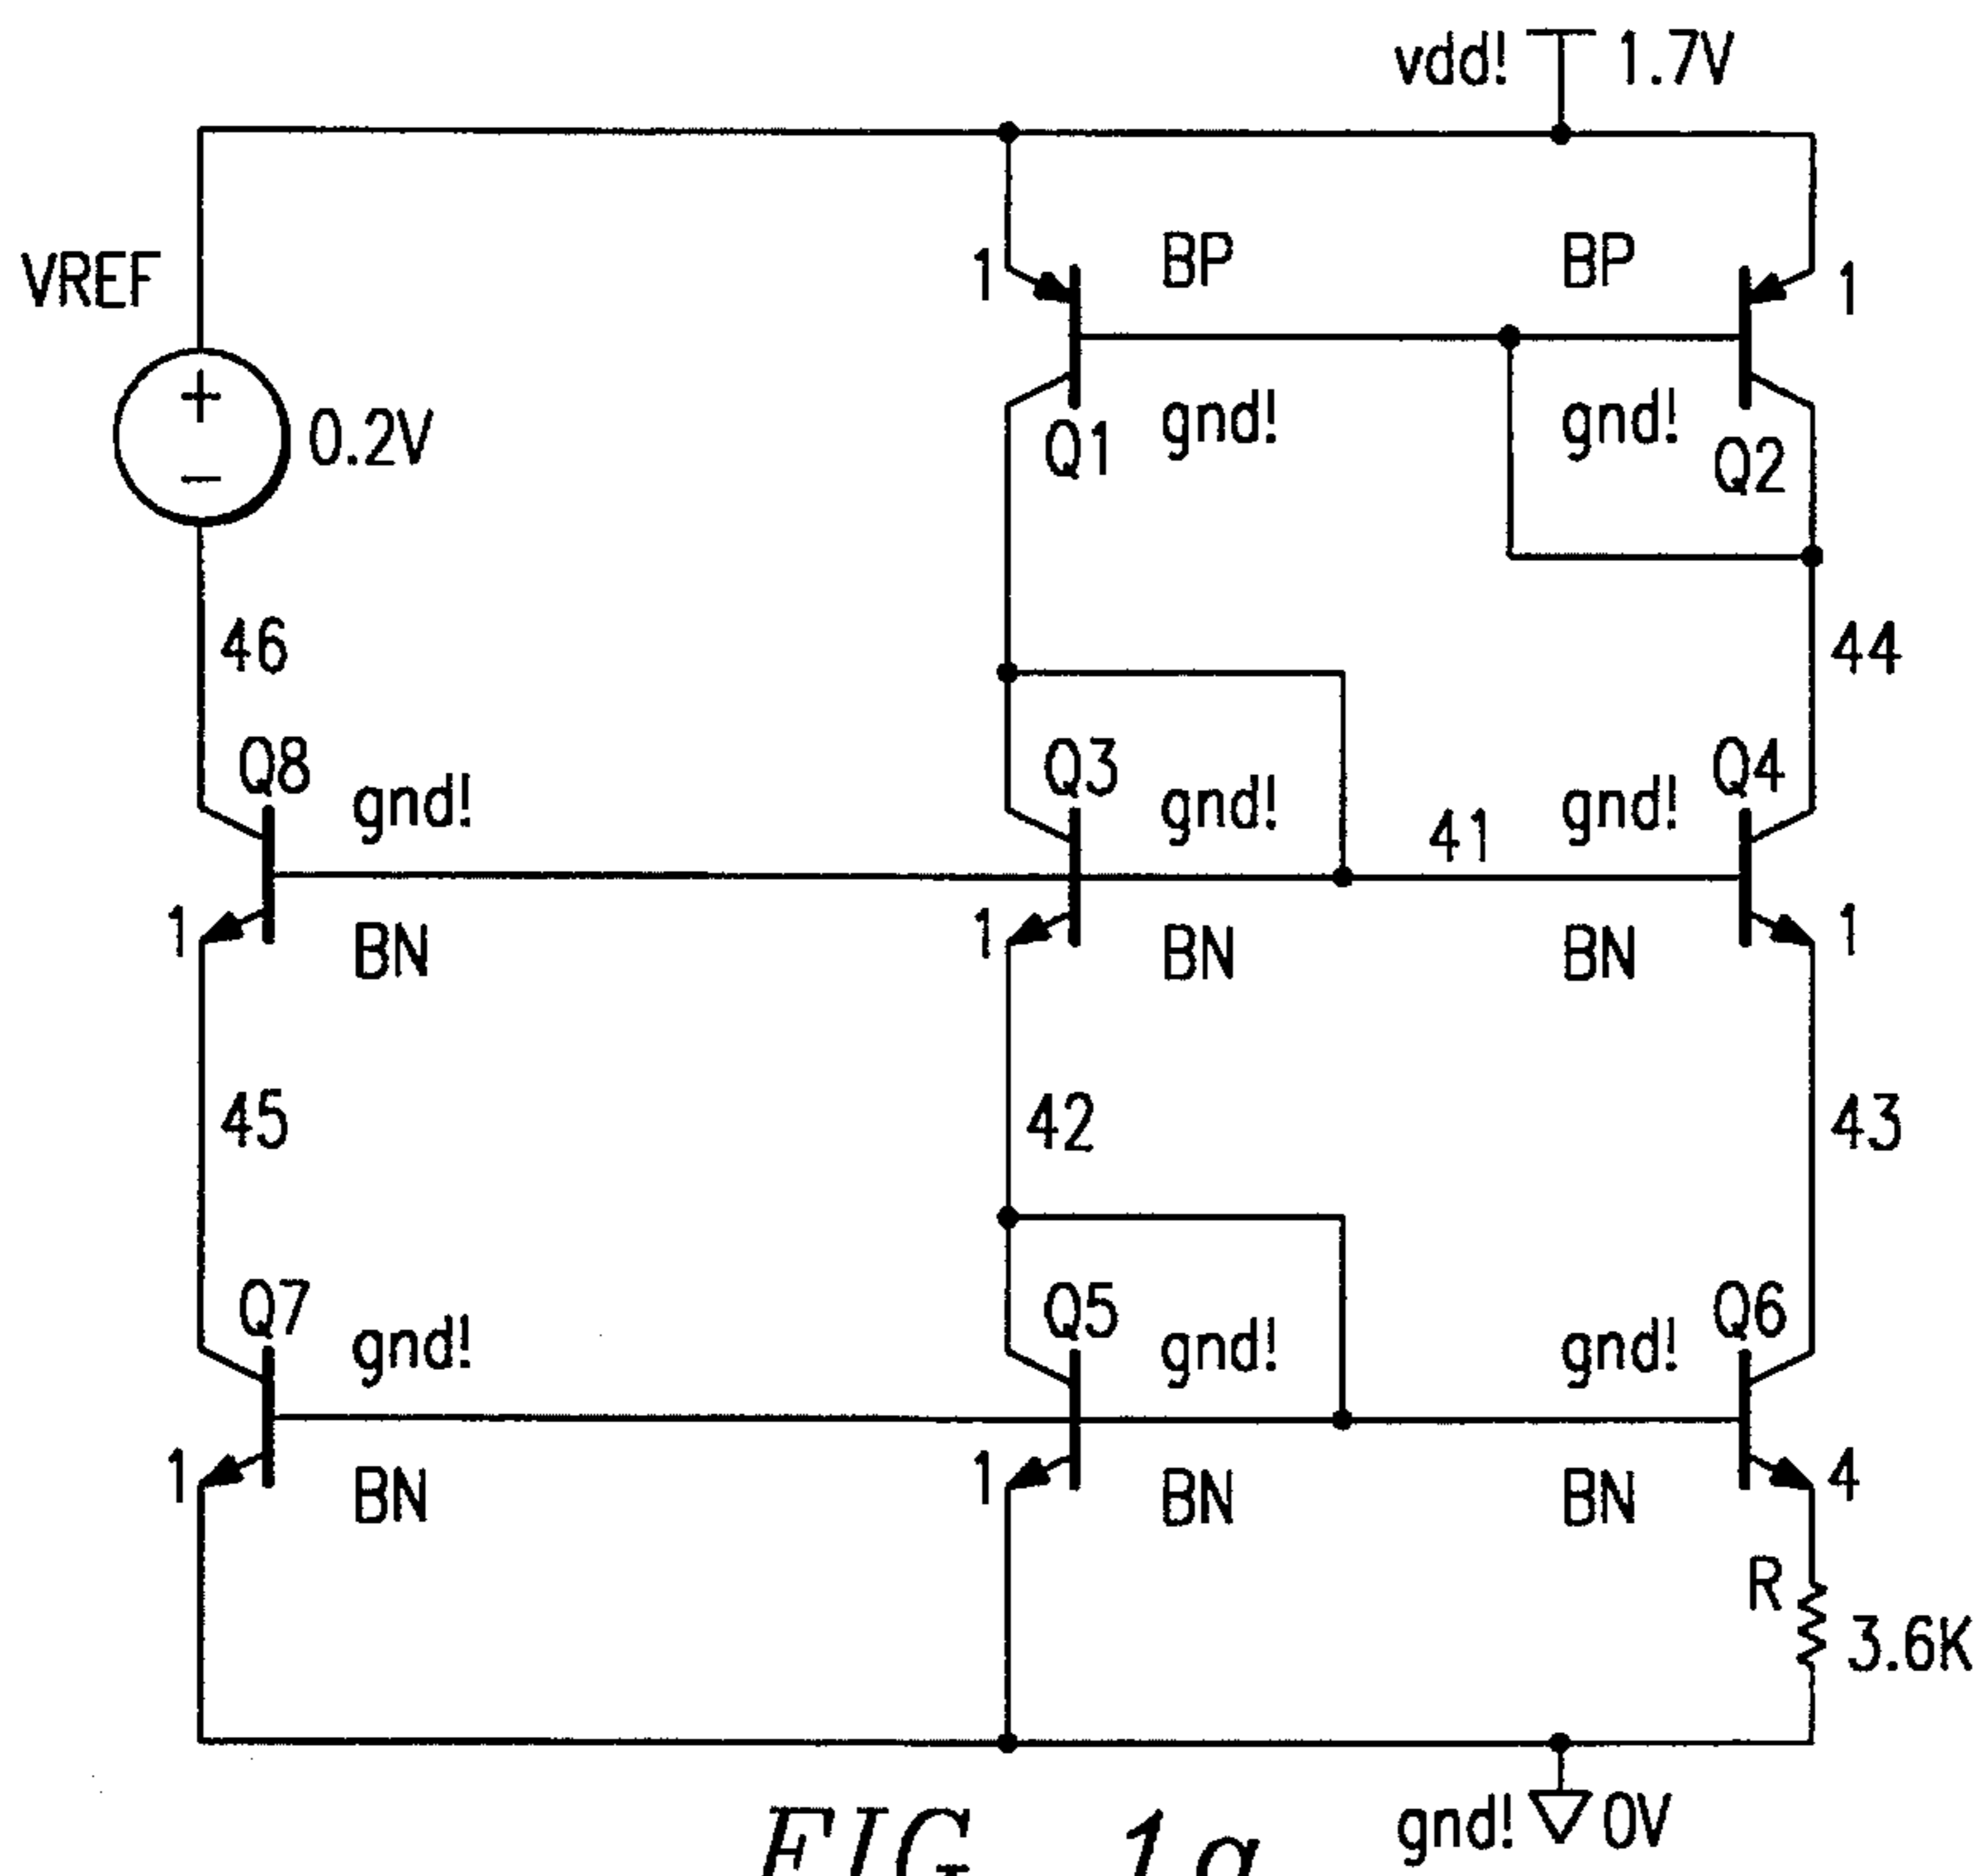 vdd! 1.7V
VREF
1 BP BP 1
+
0.2V
−
gnd! gnd!
Q1 Q2
46 44
Q8 gnd! Q3 gnd! gnd! Q4
41
1 BN 1 BN BN 1
45 42 43
Q7 gnd! Q5 gnd! gnd! Q6
1 BN 1 BN BN 4
R
3.6K
gnd! 0V
FIG. 1a